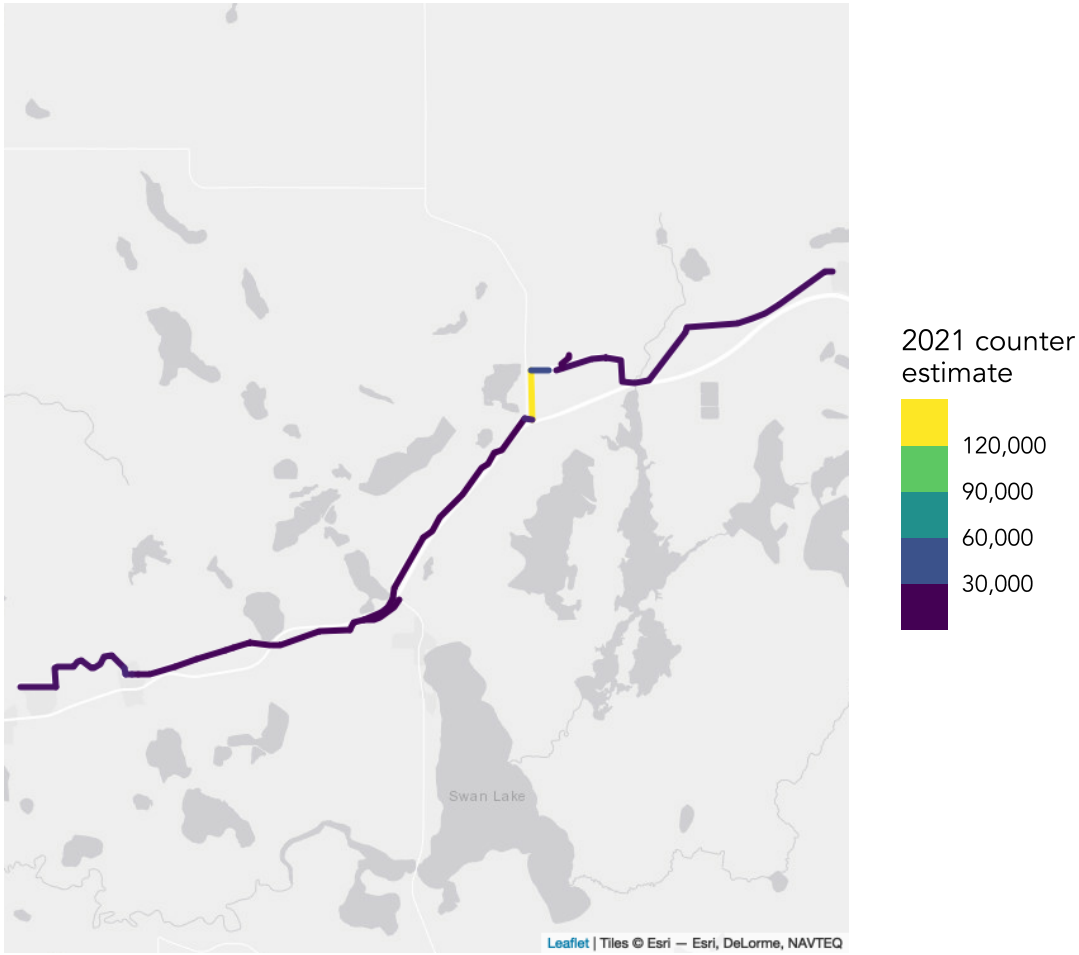 2021 counter
estimate
120,000
90,000
60,000
30,000
Swan Lake
Leaflet | Tiles © Esri — Esri, DeLorme, NAVTEQ